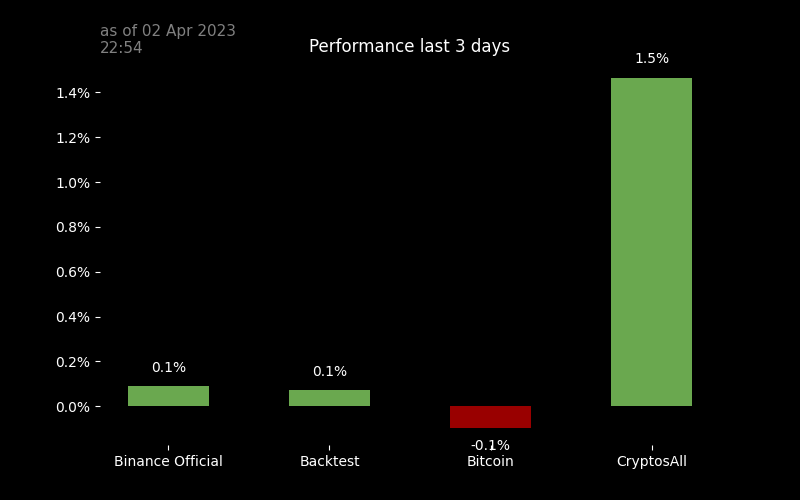 as of 02 Apr 2023
22:54
Performance last 3 days
1.5%
1.4%
1.2%
1.0%
0.8%
0.6%
0.4%
0.2%
0.0%
0.1%
0.1%
-0.1%
Binance Official
Backtest
Bitcoin
CryptosAll